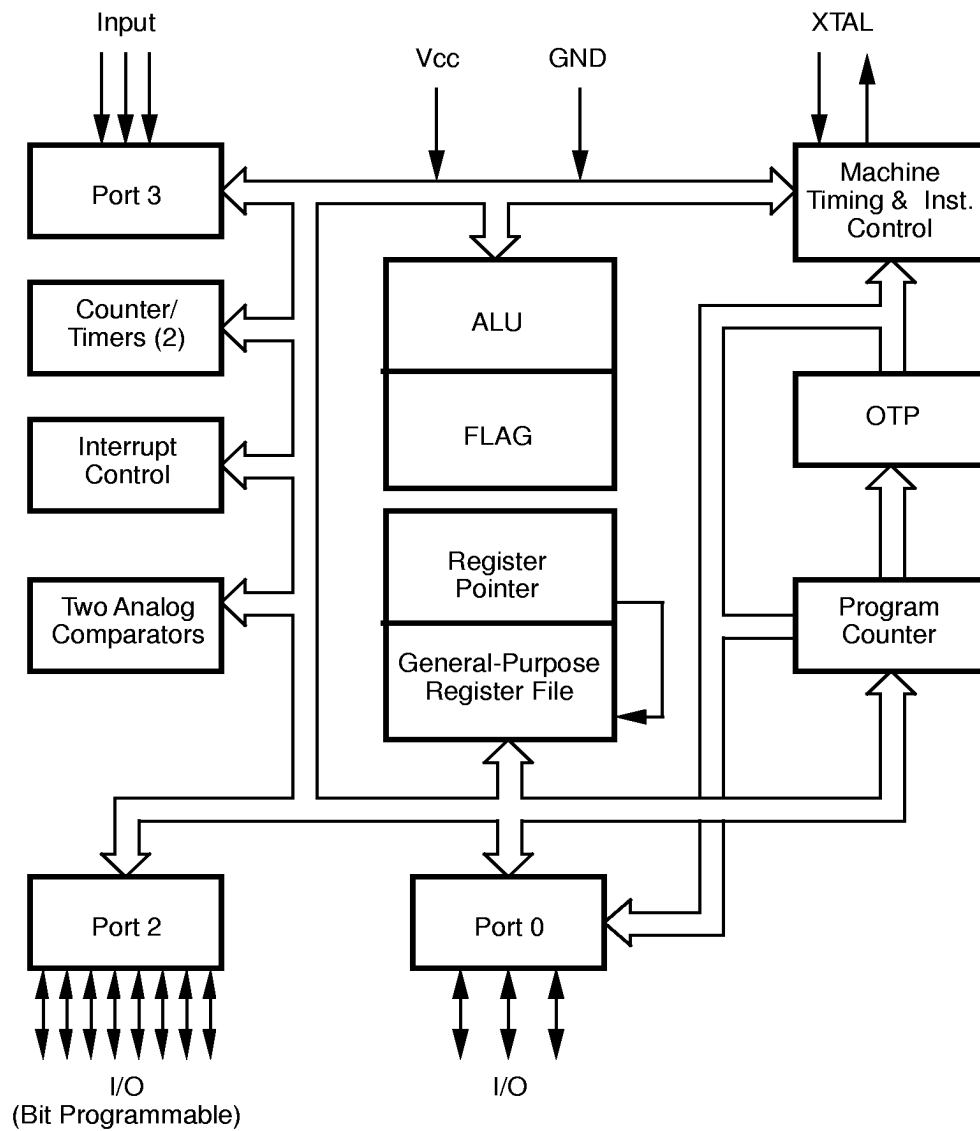 Input
XTAL
Vcc
GND
Port 3
Machine
Timing & Inst.
Control
Counter/
Timers (2)
ALU
OTP
FLAG
Interrupt
Control
Register
Pointer
Two Analog
Comparators
Program
Counter
General-Purpose
Register File
Port 2
Port 0
I/O
(Bit Programmable)
I/O